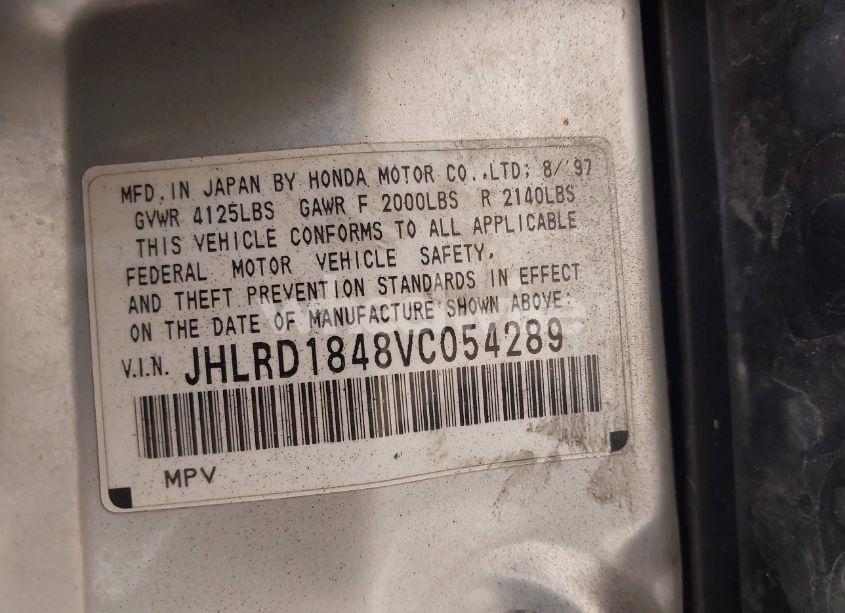 MFD. IN JAPAN BY HONDA MOTOR CO.,LTD: 8/'97
GVWR 4125LBS GAWR F 2000LBS R 2140LBS
THIS VEHICLE CONFORMS TO ALL APPLICABLE
FEDERAL MOTOR VEHICLE SAFETY,
AND THEFT PREVENTION STANDARDS IN EFFECT
ON THE DATE OF MANUFACTURE SHOWN ABOVE:
V.I.N. JHLRD1848VC054289
MPV